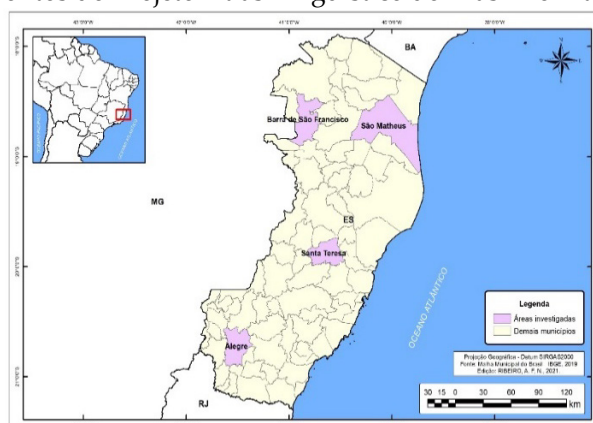 BA
Barra de São Francisco
São Matheus
MG
ES
Santa Teresa
OCEANO ATLÂNTICO
Alegre
RJ
Legenda
Áreas investigadas
Demais municípios
Projeção Geográfica - Datum SIRGAS2000
Fonte: Malha Municipal do Brasil - IBGE, 2019
Edição: RIBEIRO, A. F. N., 2021.
30 15 0 30 60 90 120
km